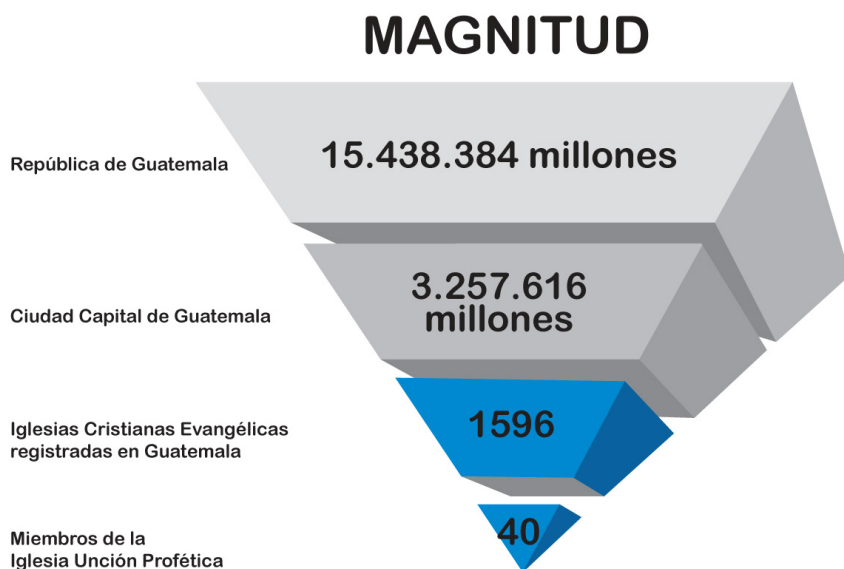 MAGNITUD
República de Guatemala
15.438.384 millones
Ciudad Capital de Guatemala
3.257.616
millones
Iglesias Cristianas Evangélicas
registradas en Guatemala
1596
Miembros de la
Iglesia Unción Profética
40